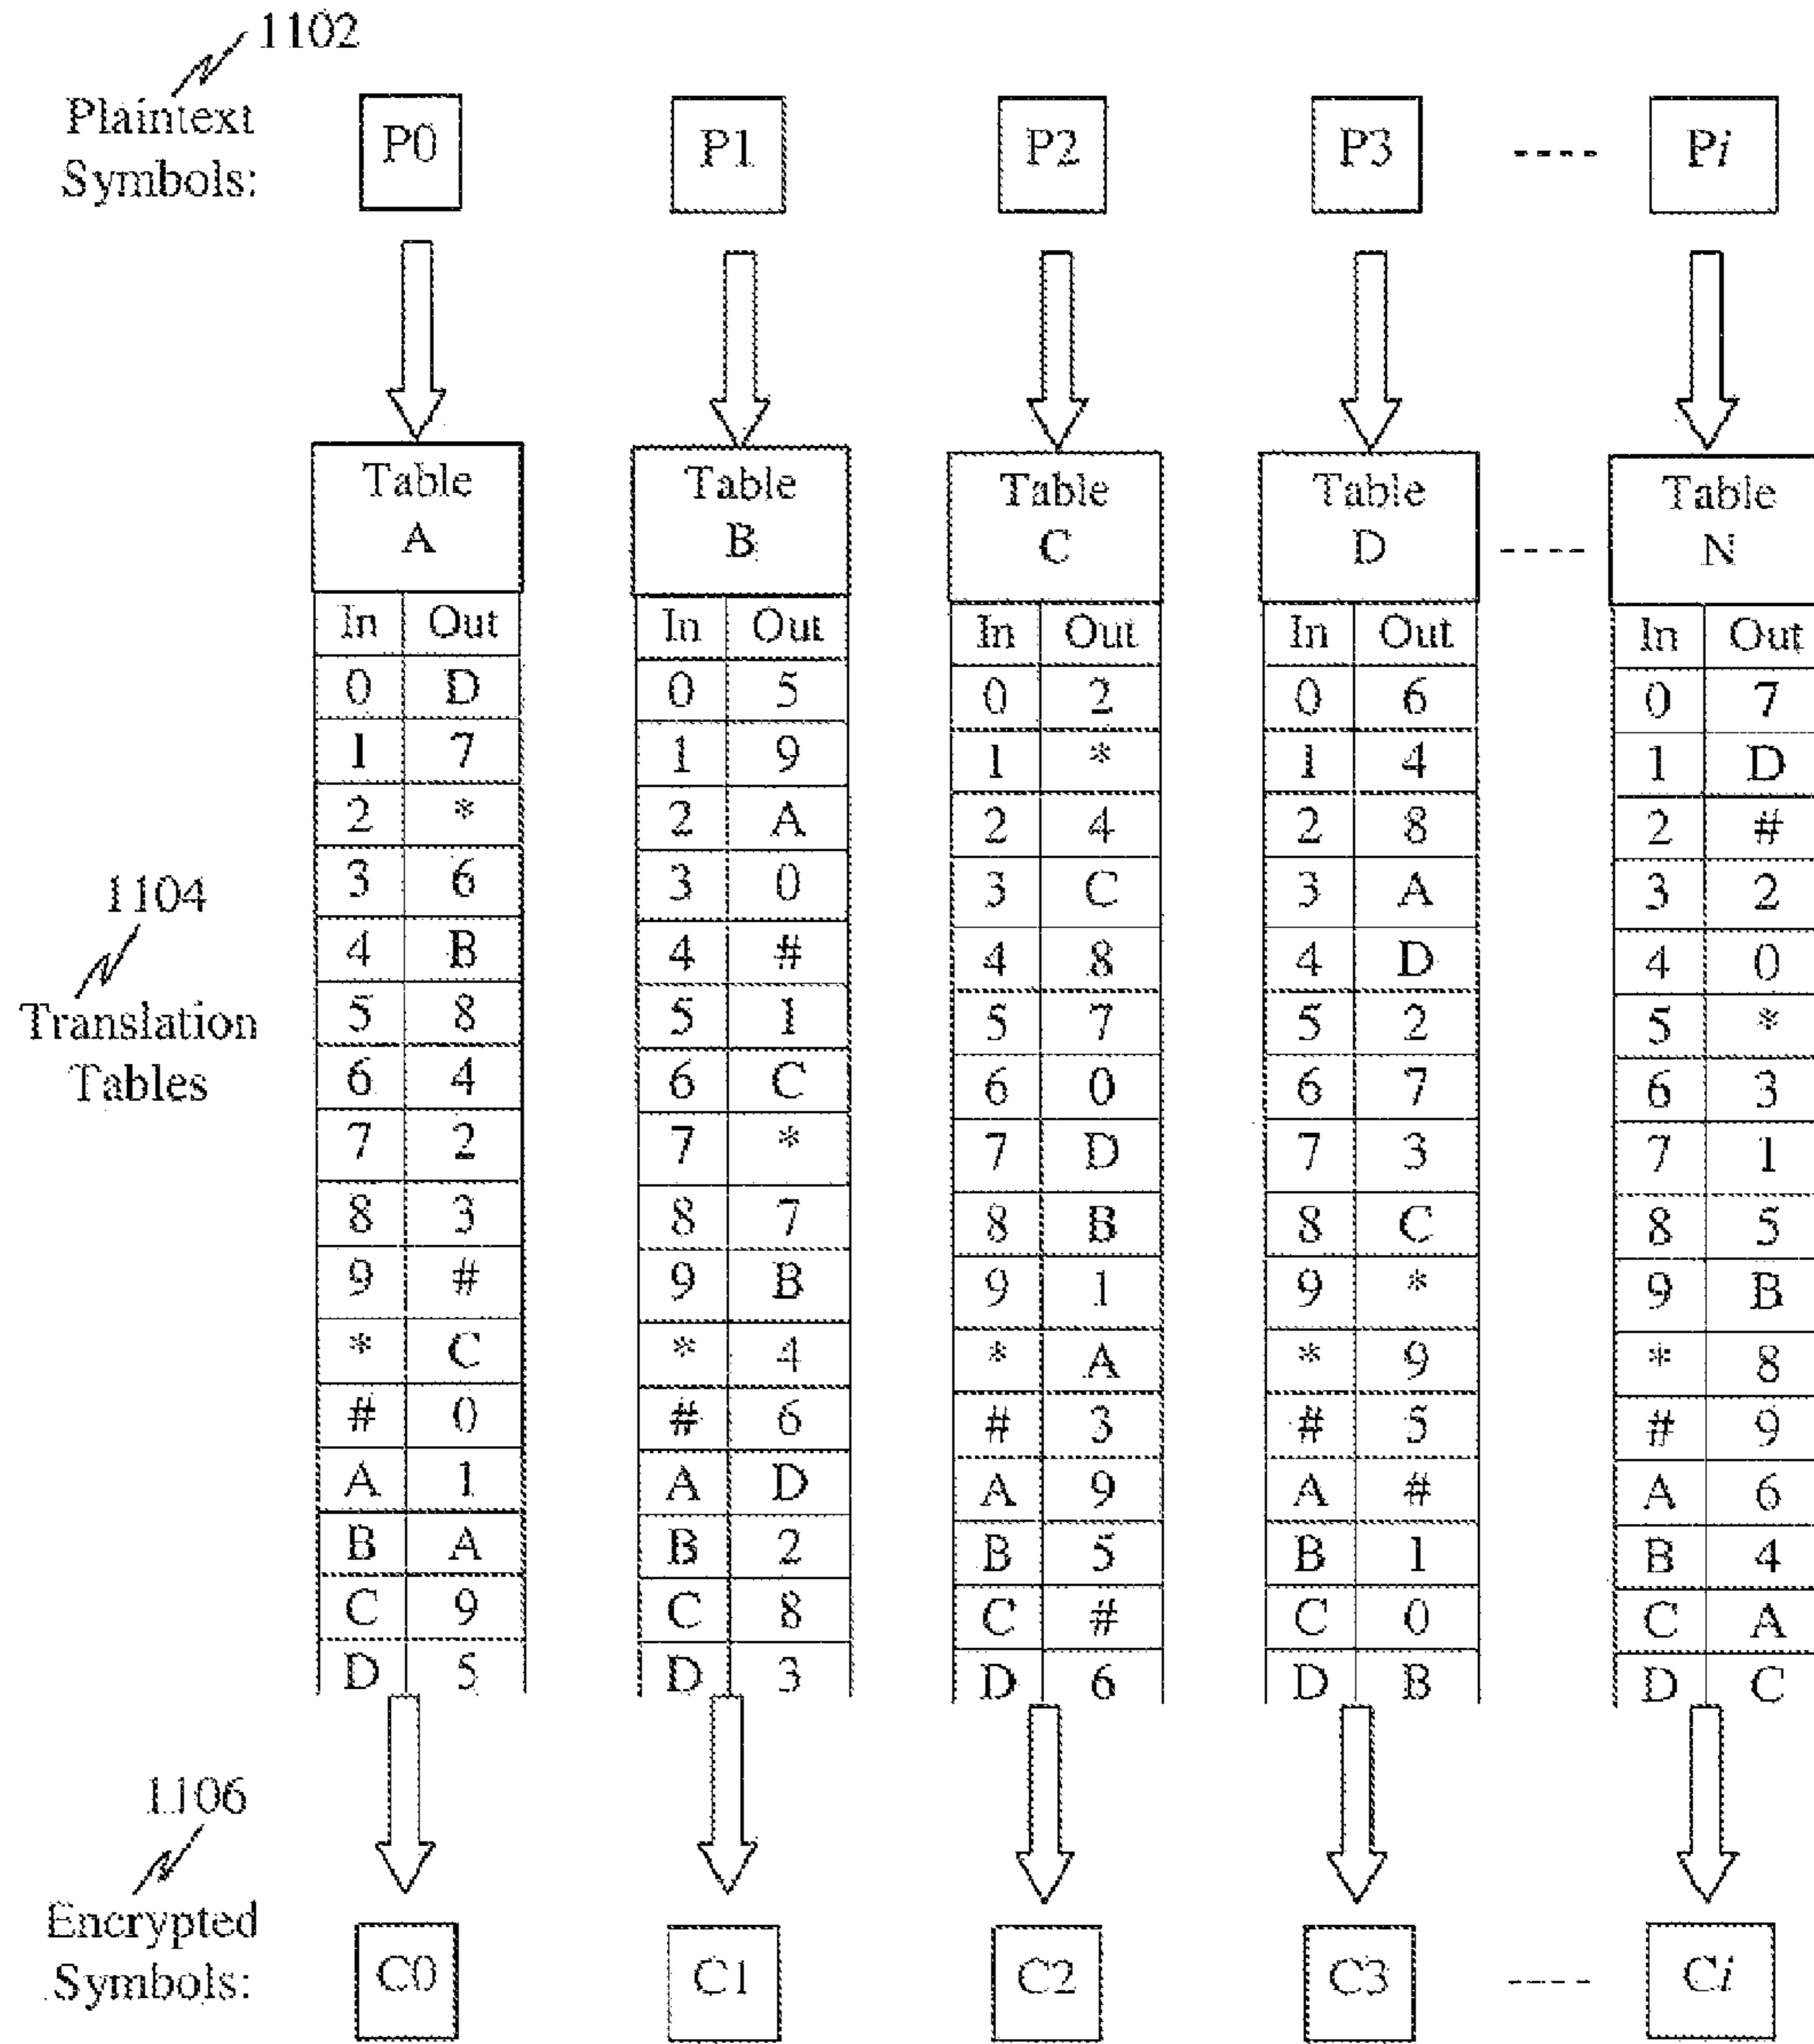 1102
Plaintext
Symbols:
P0 P1 P2 P3 ---- Pi
Table A Table B Table C Table D ---- Table N
In Out In Out In Out In Out In Out
0 D 0 5 0 2 0 6 0 7
1 7 1 9 1 * 1 4 1 D
2 * 2 A 2 4 2 8 2 #
3 6 3 0 3 C 3 A 3 2
4 B 4 # 4 8 4 D 4 0
5 8 5 1 5 7 5 2 5 *
6 4 6 C 6 0 6 7 6 3
7 2 7 * 7 D 7 3 7 1
8 3 8 7 8 B 8 C 8 5
9 # 9 B 9 1 9 * 9 B
* C * 4 * A * 9 * 8
# 0 # 6 # 3 # 5 # 9
A 1 A D A 9 A # A 6
B A B 2 B 5 B 1 B 4
C 9 C 8 C # C 0 C A
D 5 D 3 D 6 D B D C
1104
Translation
Tables
1106
Encrypted
Symbols:
C0 C1 C2 C3 ---- Ci